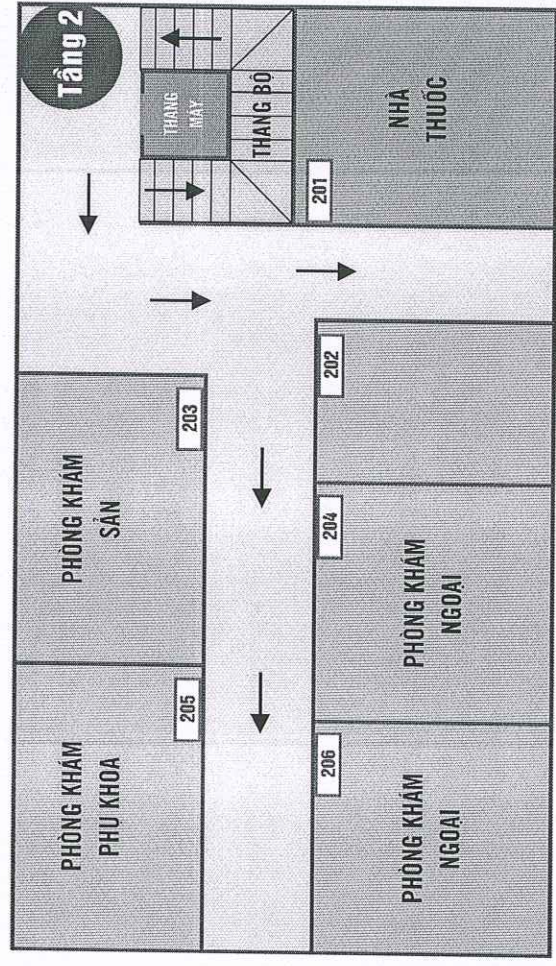 Tầng 2
THANG
MÁY
THANG BỘ
201
NHÀ
THUỐC
203
PHÒNG KHÁM
SẢN
202
204
PHÒNG KHÁM
NGOẠI
205
PHÒNG KHÁM
PHỤ KHOA
206
PHÒNG KHÁM
NGOẠI